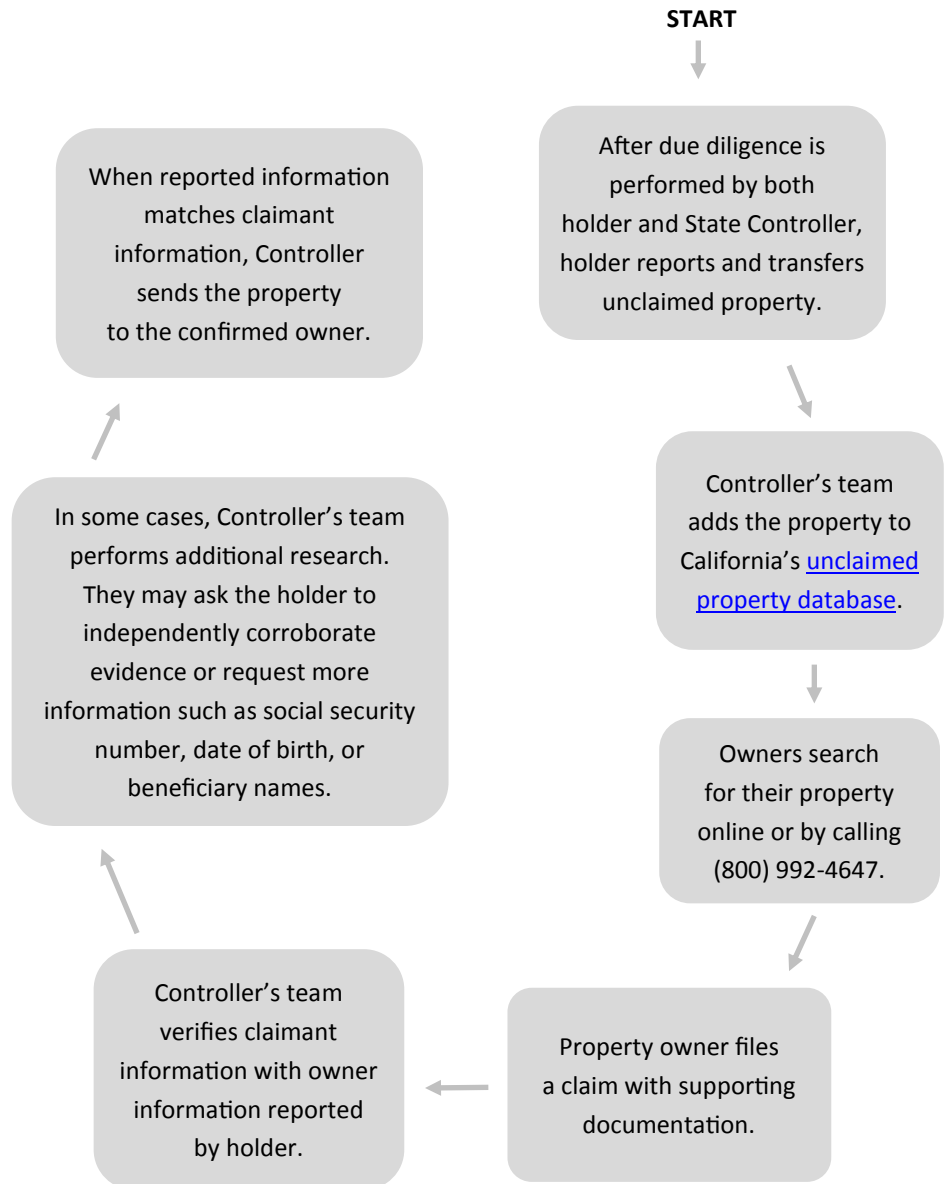 START
After due diligence is
performed by both
holder and State Controller,
holder reports and transfers
unclaimed property.
Controller’s team
adds the property to
California’s unclaimed
property database.
Owners search
for their property
online or by calling
(800) 992-4647.
Property owner files
a claim with supporting
documentation.
Controller’s team
verifies claimant
information with owner
information reported
by holder.
In some cases, Controller’s team
performs additional research.
They may ask the holder to
independently corroborate
evidence or request more
information such as social security
number, date of birth, or
beneficiary names.
When reported information
matches claimant
information, Controller
sends the property
to the confirmed owner.